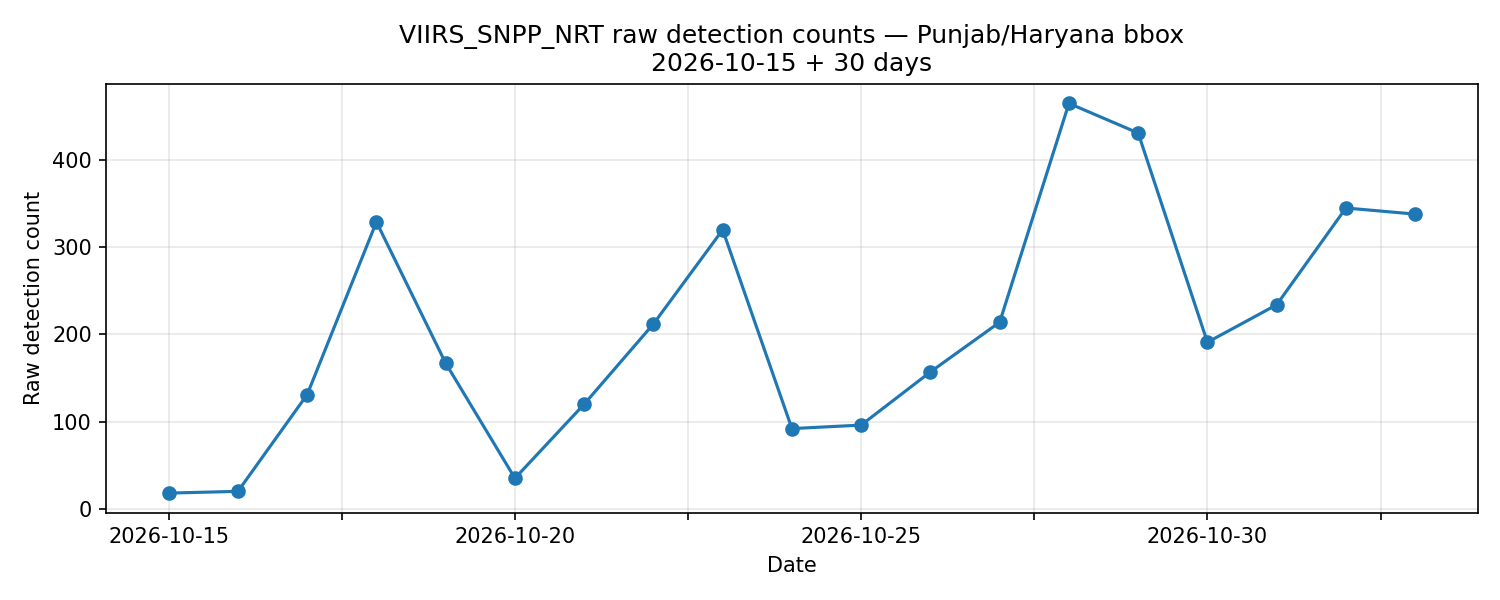 VIIRS_SNPP_NRT raw detection counts — Punjab/Haryana bbox
2026-10-15 + 30 days
Raw detection count
400
300
200
100
0
2026-10-15 2026-10-20 2026-10-25 2026-10-30
Date